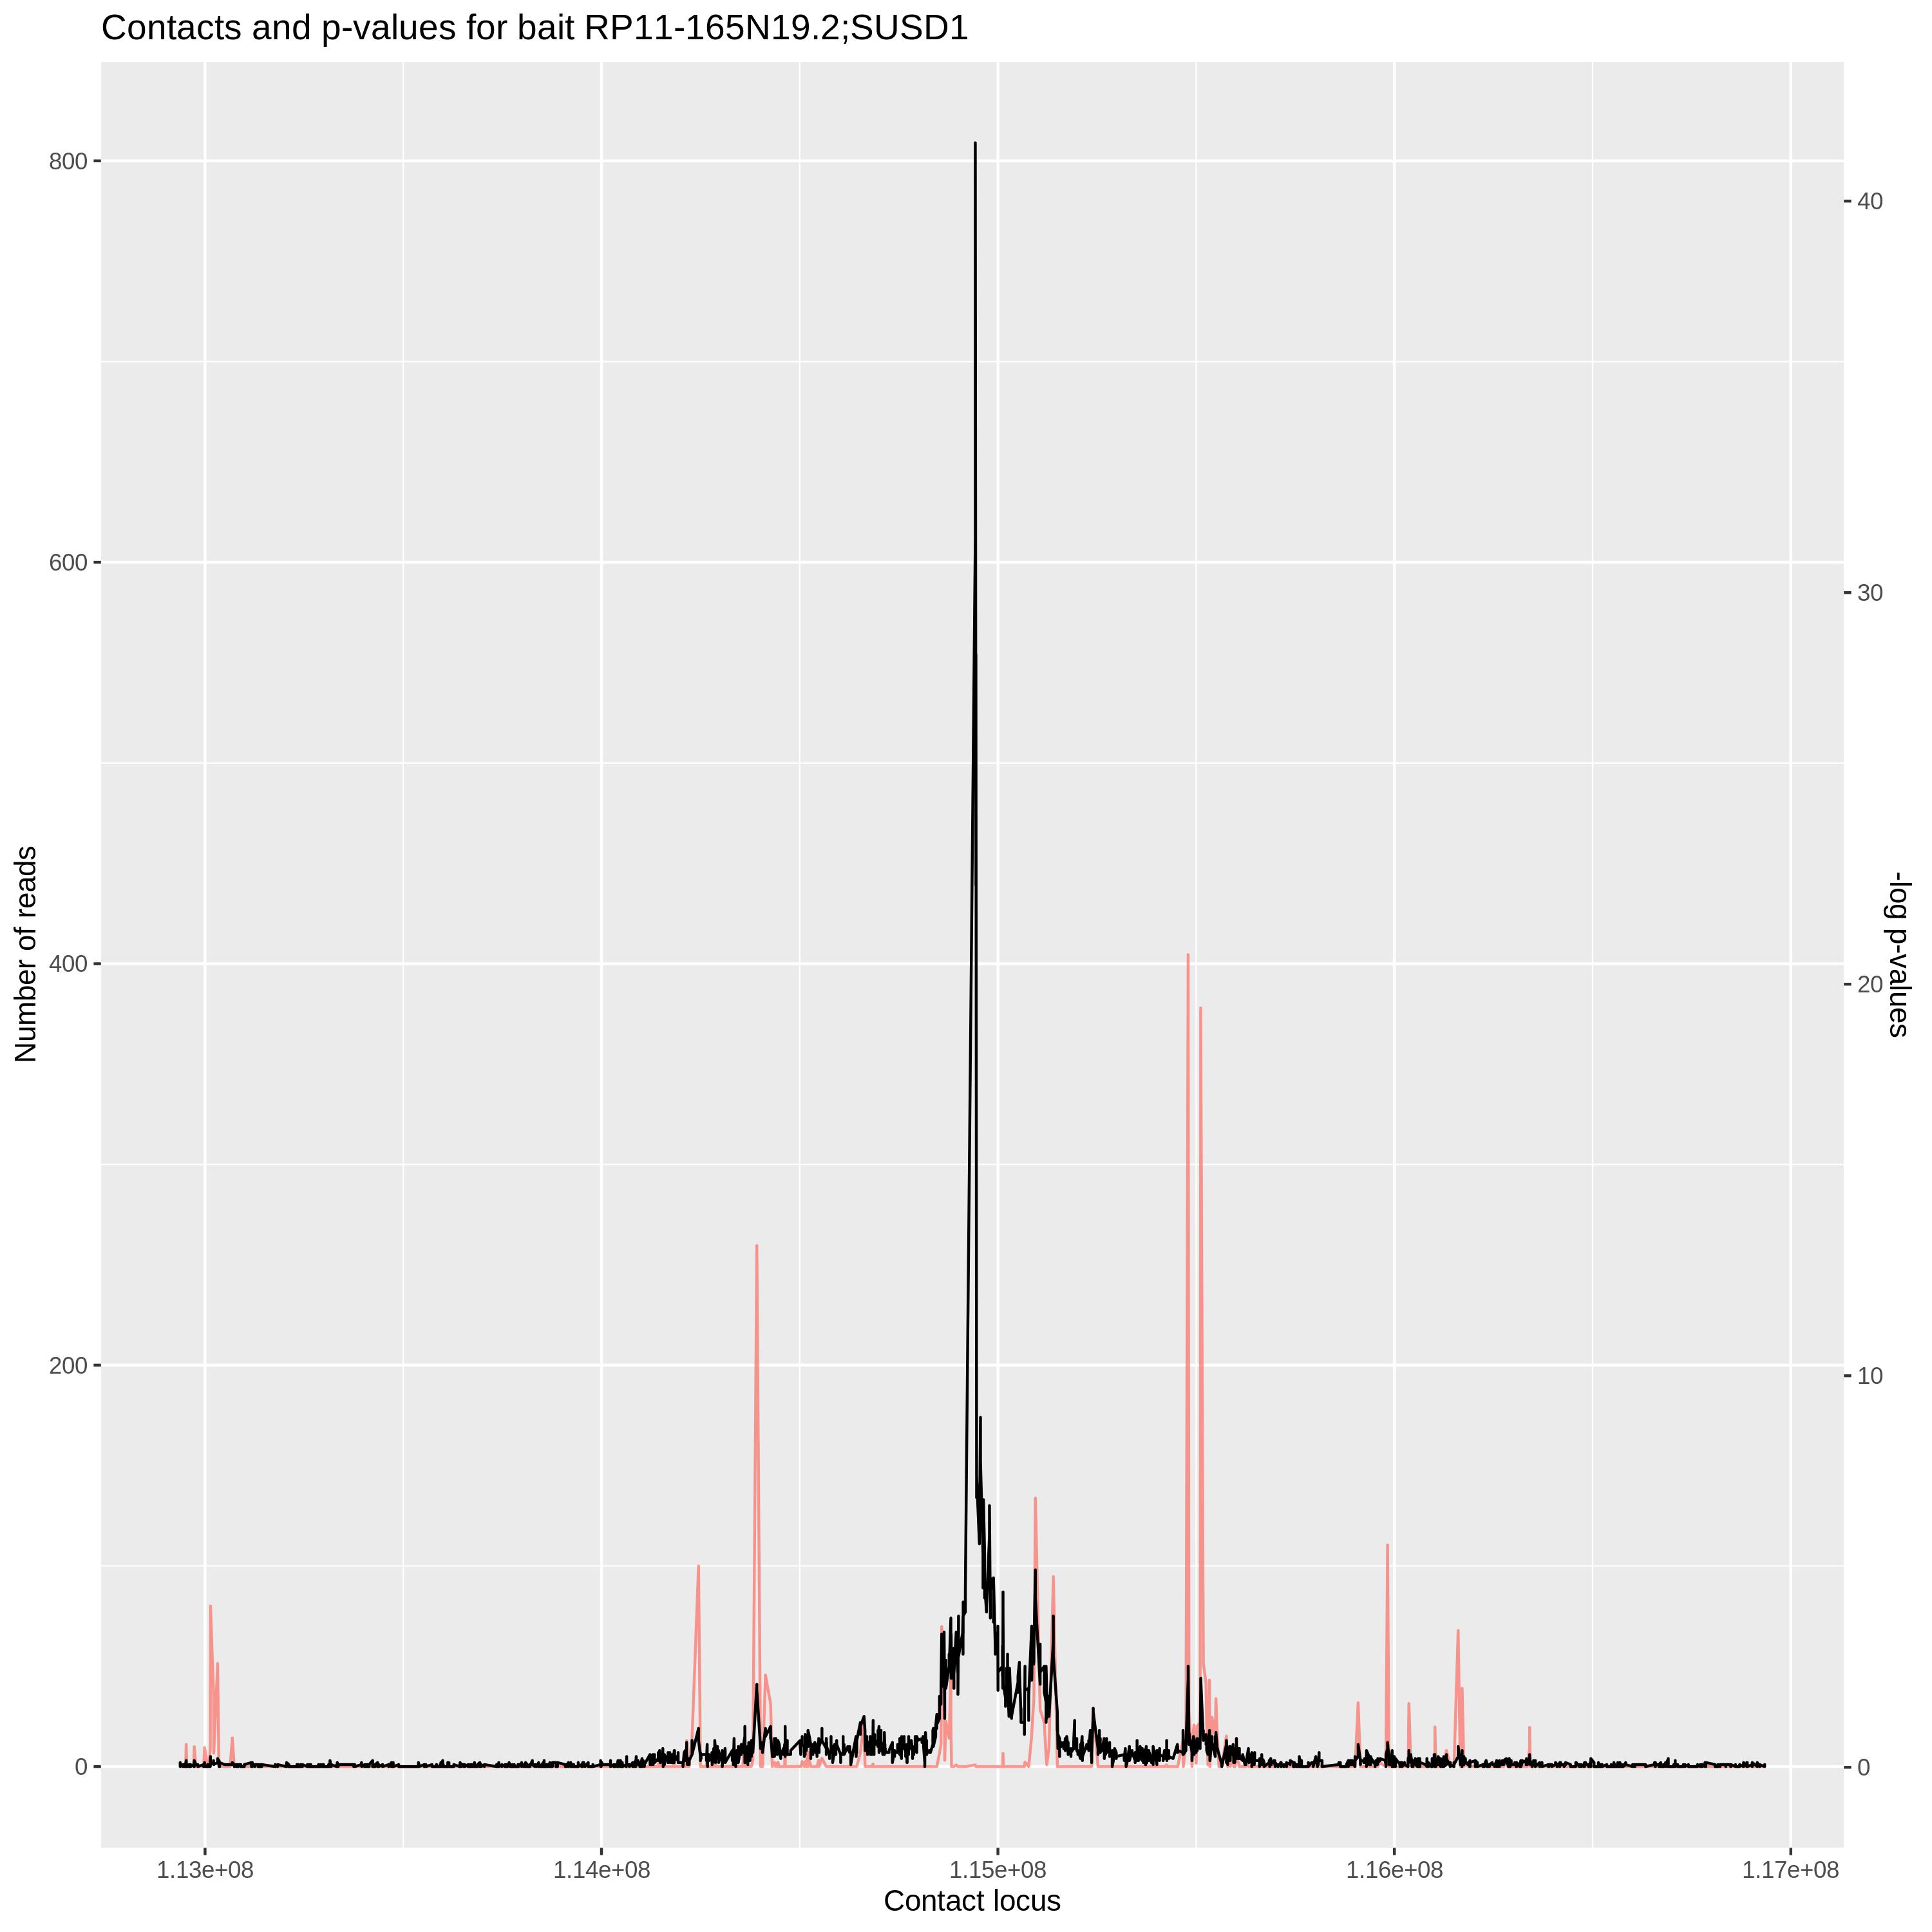 Contacts and p-values for bait RP11-165N19.2;SUSD1
800
600
400
200
0
Number of reads
40
30
20
10
0
-log p-values
1.13e+08
1.14e+08
1.15e+08
1.16e+08
1.17e+08
Contact locus